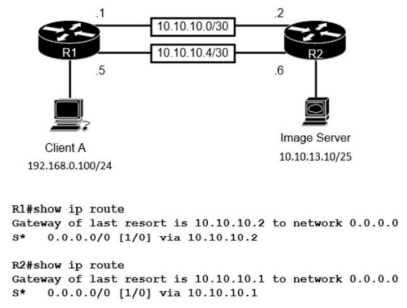 .1
10.10.10.0/30
.2
R1
10.10.10.4/30
R2
.5
.6
Client A
192.168.0.100/24
Image Server
10.10.13.10/25
R1#show ip route
Gateway of last resort is 10.10.10.2 to network 0.0.0.0
S* 0.0.0.0/0 [1/0] via 10.10.10.2
R2#show ip route
Gateway of last resort is 10.10.10.1 to network 0.0.0.0
S* 0.0.0.0/0 [1/0] via 10.10.10.1